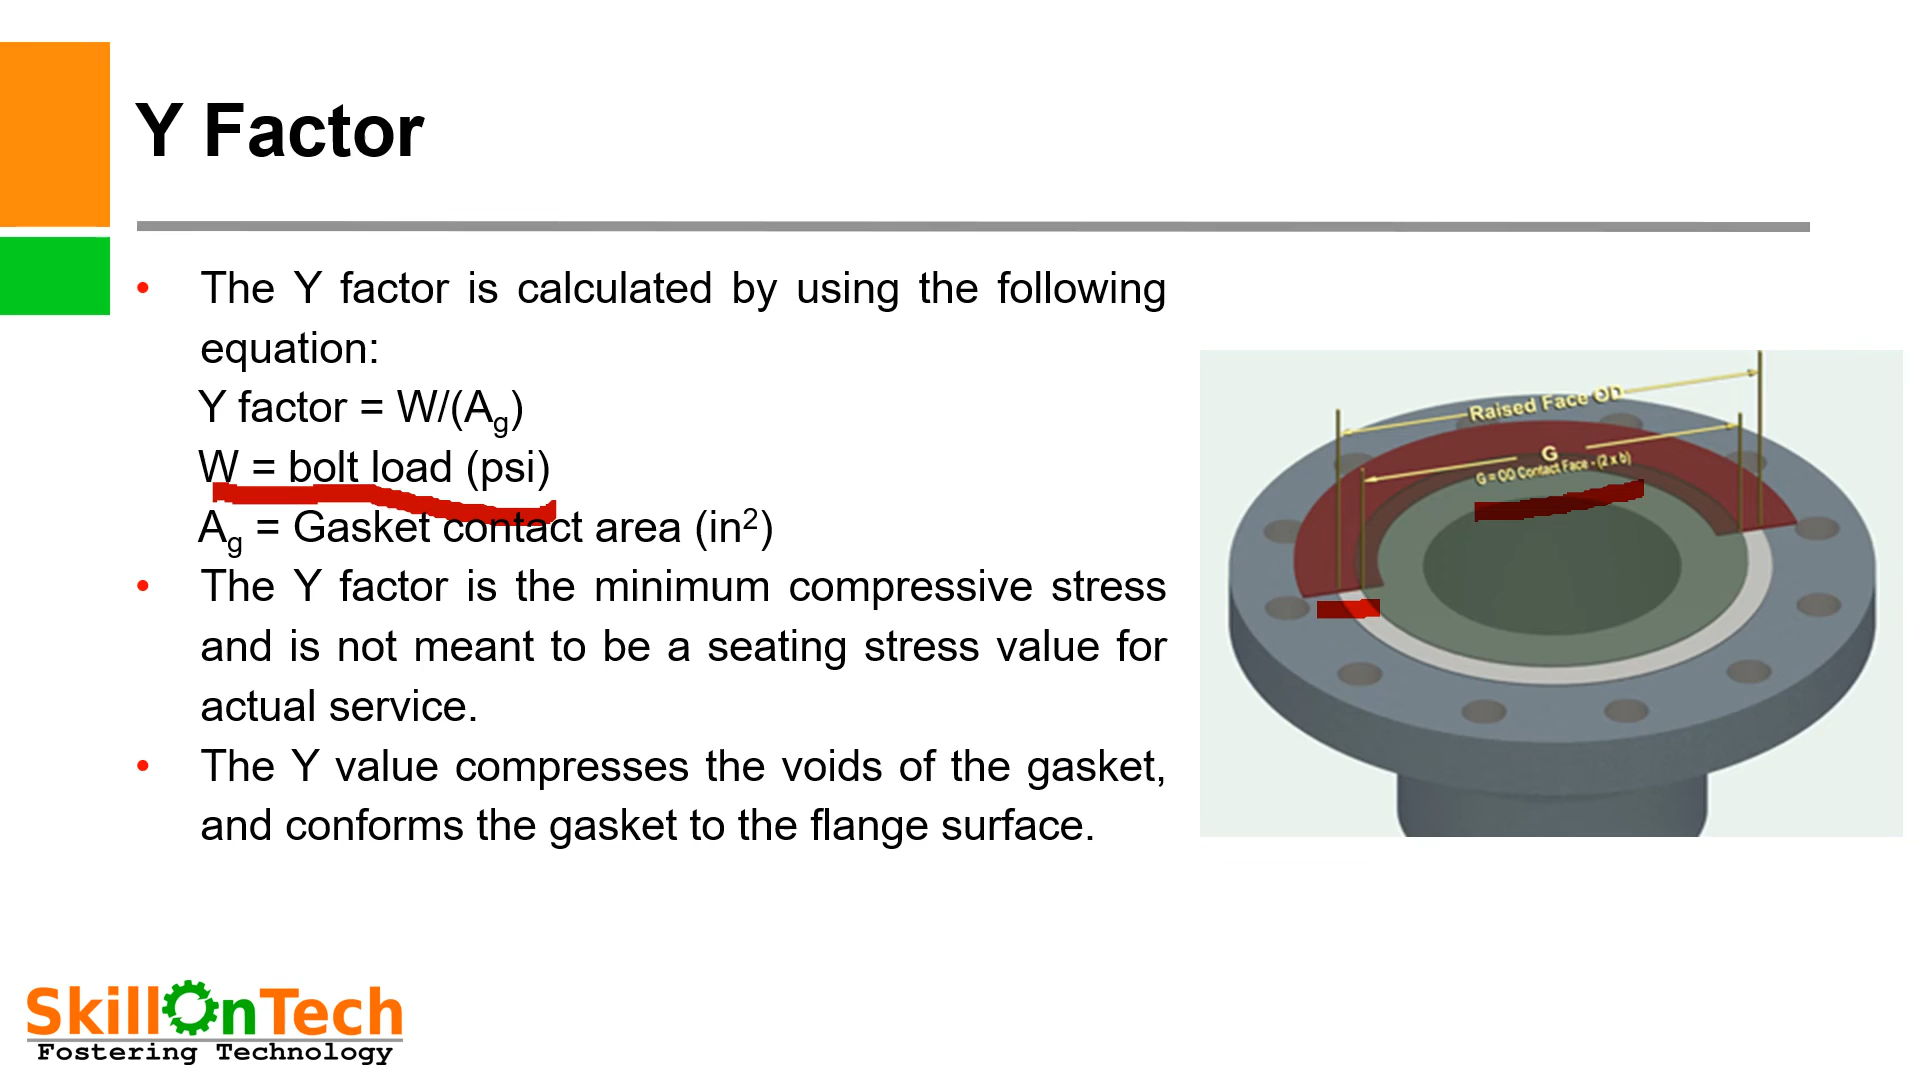 Y Factor
• The Y factor is calculated by using the following
equation:
Y factor = W/(Ag)
W = bolt load (psi)
Ag = Gasket contact area (in²)
• The Y factor is the minimum compressive stress
and is not meant to be a seating stress value for
actual service.
• The Y value compresses the voids of the gasket,
and conforms the gasket to the flange surface.
Raised Face OD
G
G = OD Contact Face - (2 x b)
SkillOnTech
Fostering Technology